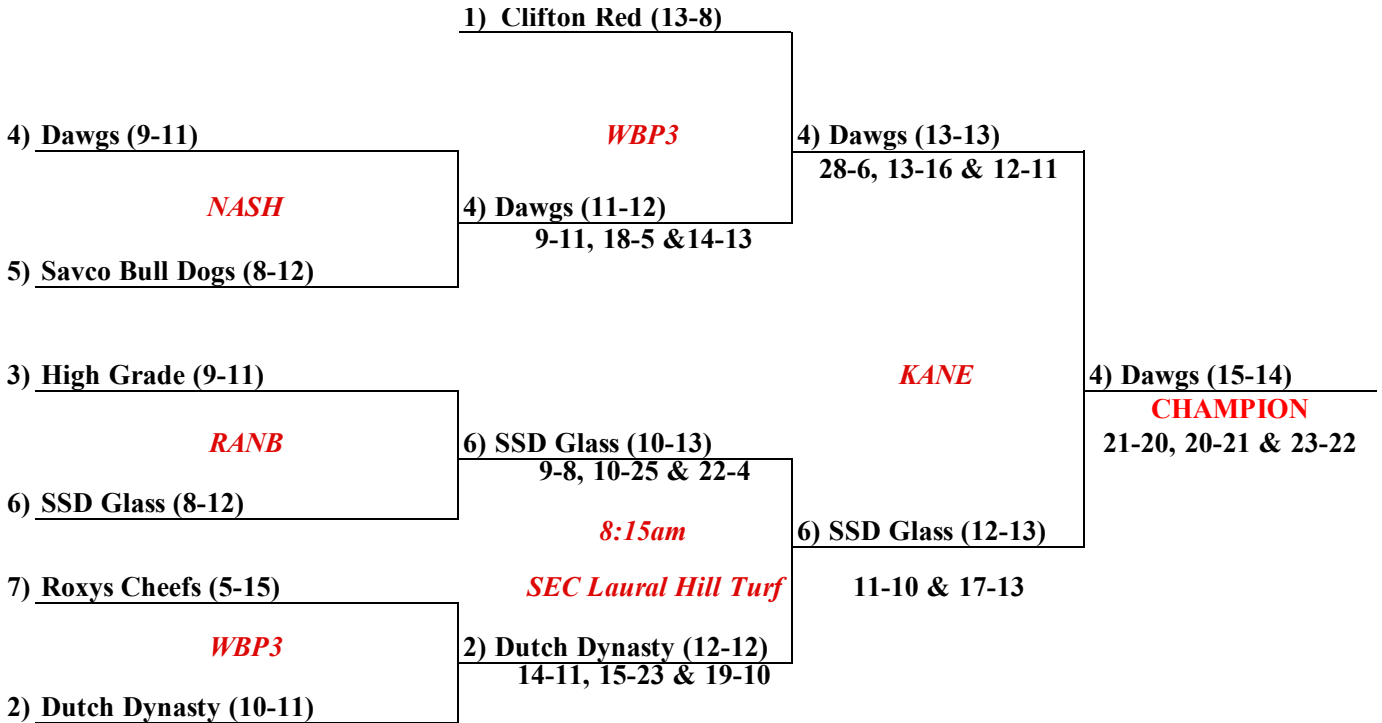 1) Clifton Red (13-8)
4) Dawgs (9-11)
WBP3
4) Dawgs (13-13)
28-6, 13-16 & 12-11
NASH
4) Dawgs (11-12)
9-11, 18-5 &14-13
5) Savco Bull Dogs (8-12)
3) High Grade (9-11)
KANE
4) Dawgs (15-14)
CHAMPION
RANB
6) SSD Glass (10-13)
21-20, 20-21 & 23-22
9-8, 10-25 & 22-4
6) SSD Glass (8-12)
8:15am
6) SSD Glass (12-13)
7) Roxys Cheefs (5-15)
SEC Laural Hill Turf
11-10 & 17-13
WBP3
2) Dutch Dynasty (12-12)
14-11, 15-23 & 19-10
2) Dutch Dynasty (10-11)